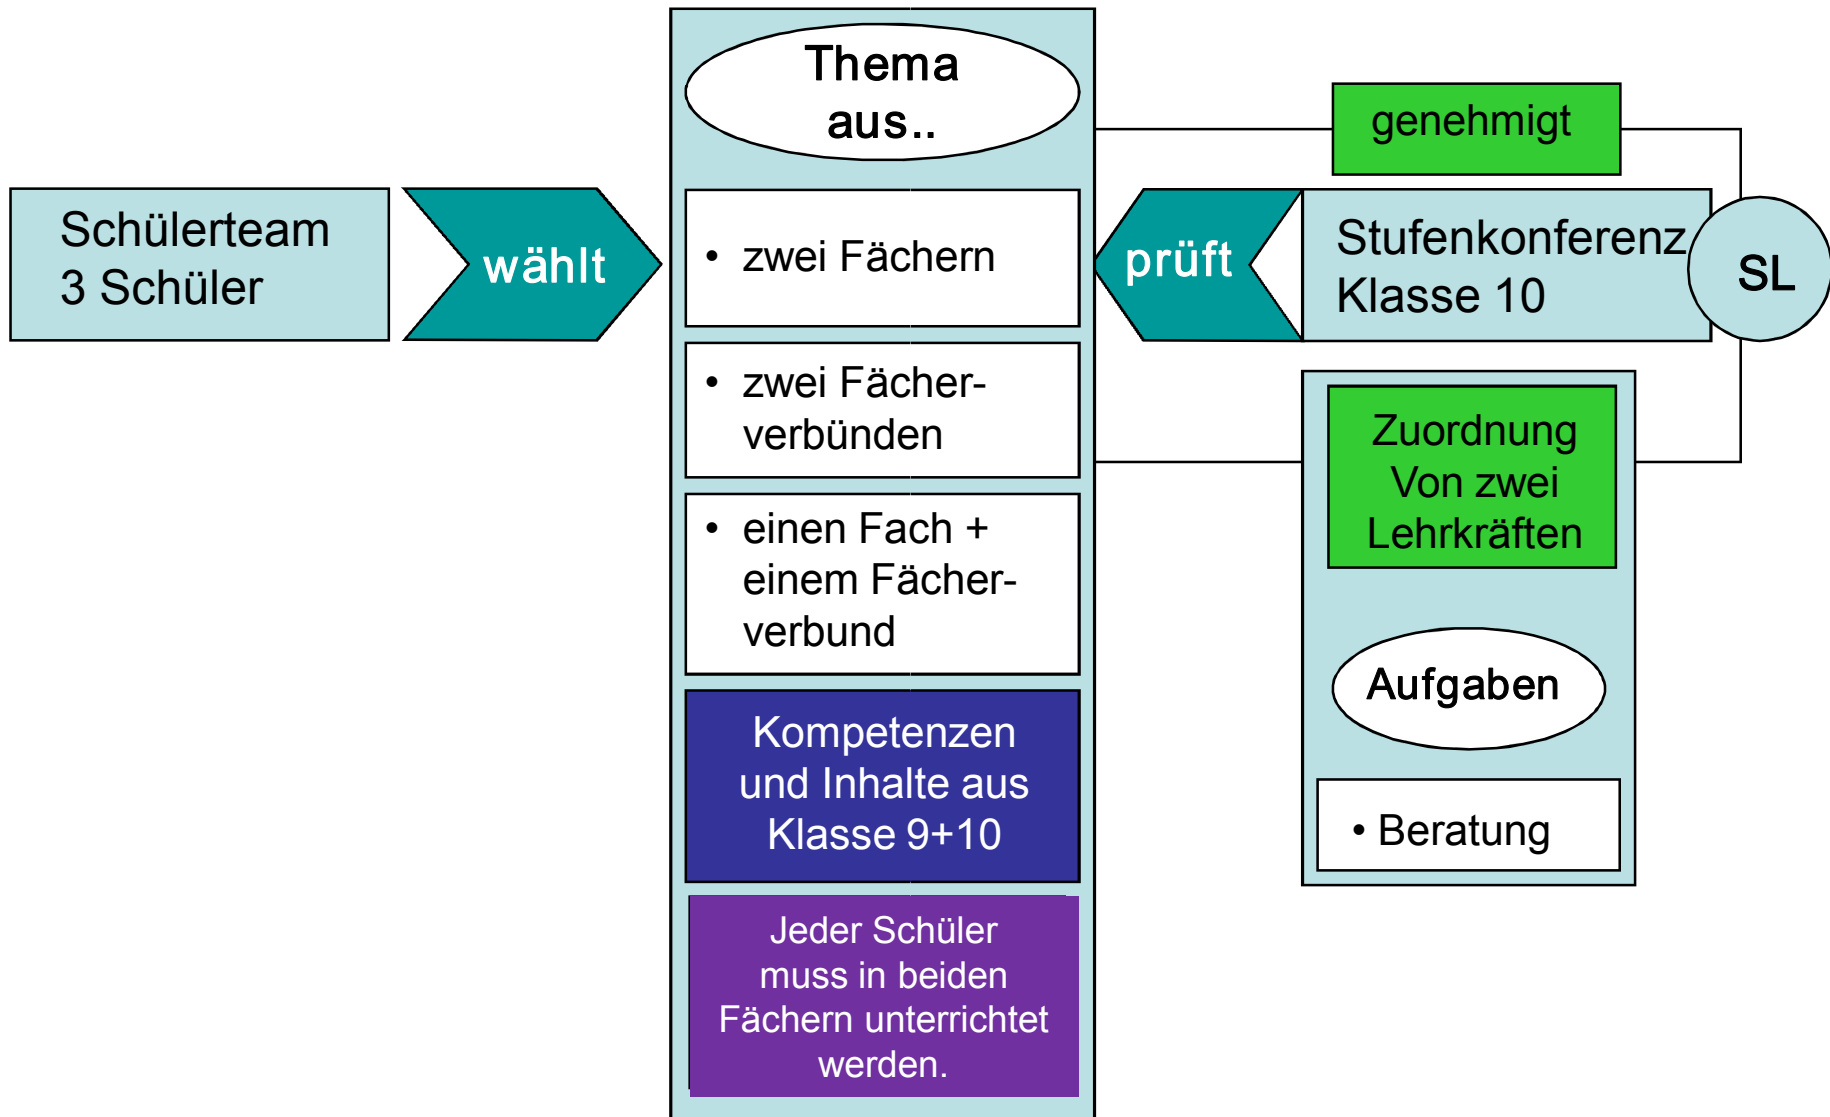 Schülerteam
3 Schüler
wählt
Thema
aus..
• zwei Fächern
• zwei Fächer-
verbünden
• einen Fach +
einem Fächer-
verbund
Kompetenzen
und Inhalte aus
Klasse 9+10
Jeder Schüler
muss in beiden
Fächern unterrichtet
werden.
prüft
genehmigt
Stufenkonferenz
Klasse 10
SL
Zuordnung
Von zwei
Lehrkräften
Aufgaben
• Beratung